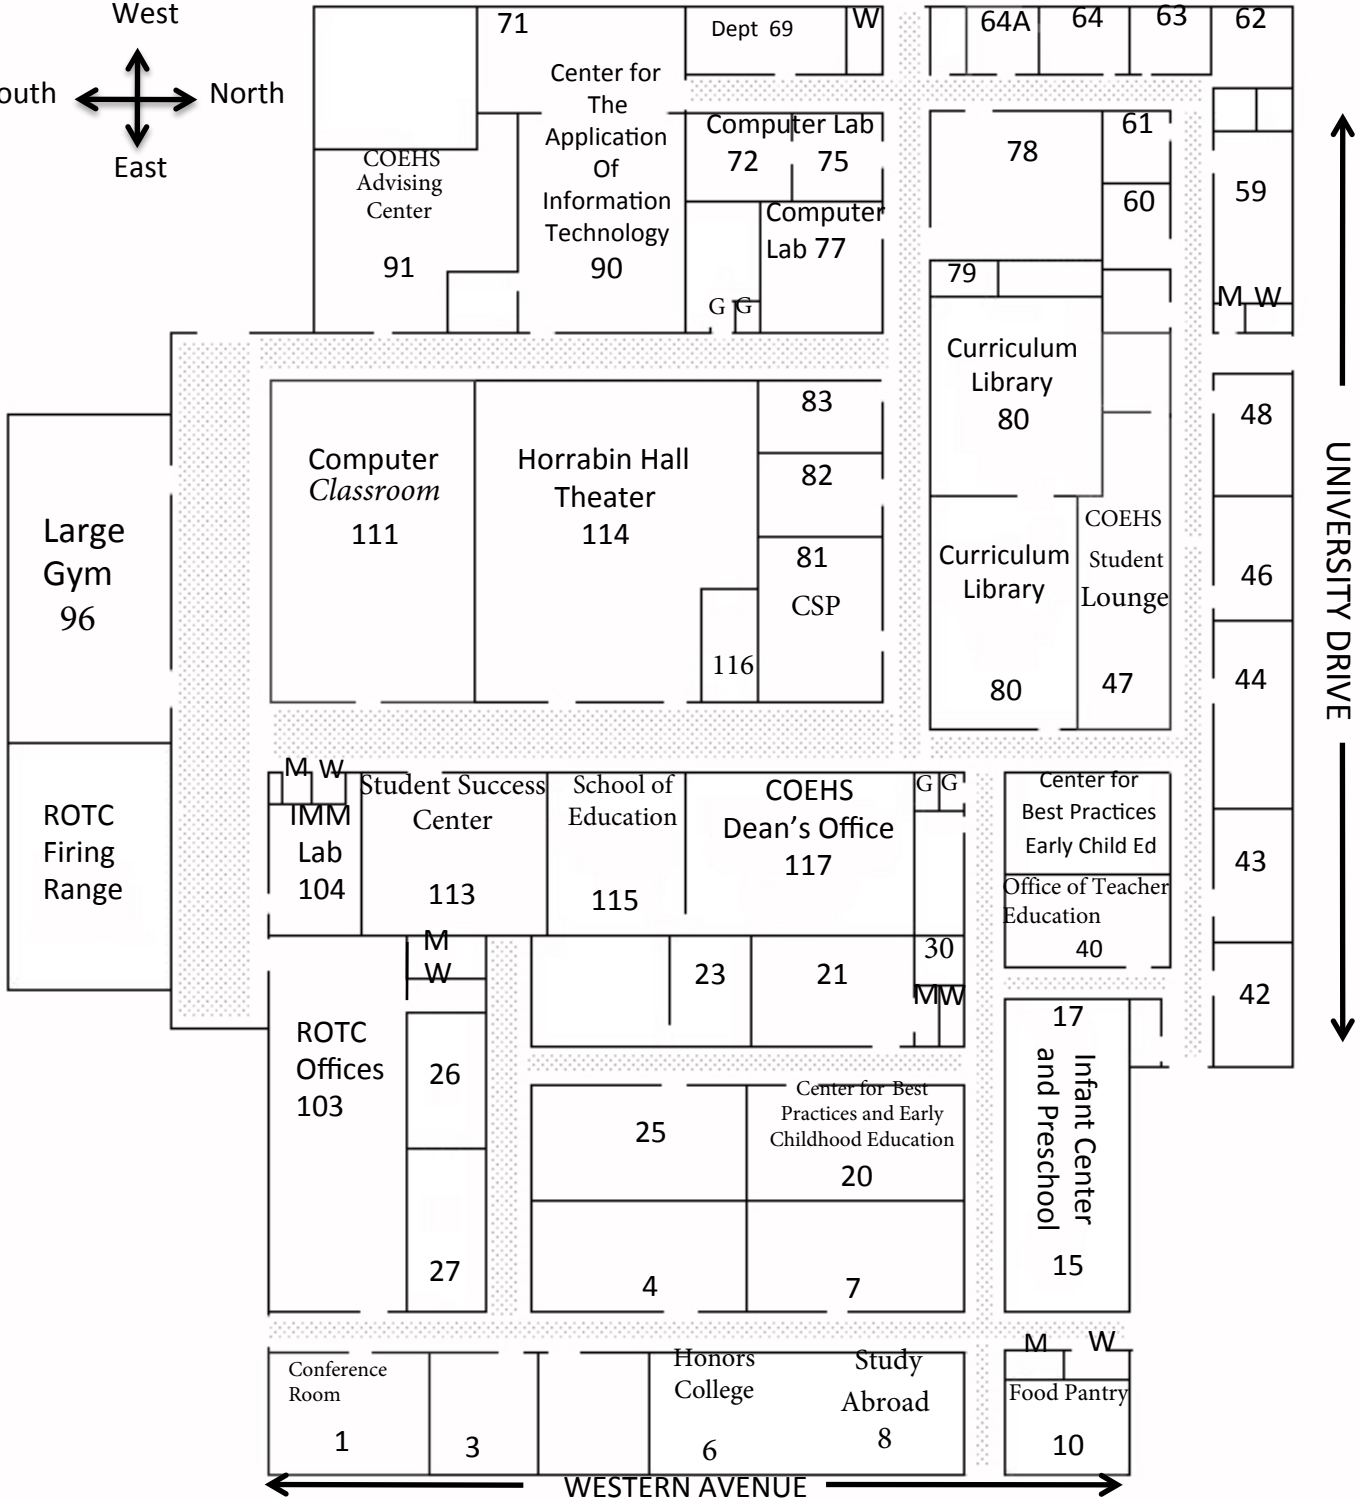 West
outh
North
East
71
Center for
The
Application
Of
Information
Technology
90
Dept 69
W
64A
64
63
62
COEHS
Advising
Center
91
Computer Lab
72
75
Computer
Lab 77
G
G
78
61
60
59
79
M
W
Curriculum
Library
80
48
Large
Gym
96
Computer
Classroom
111
Horrabin Hall
Theater
114
83
82
81
CSP
116
Curriculum
Library
80
COEHS
Student
Lounge
47
46
44
UNIVERSITY DRIVE
ROTC
Firing
Range
M
W
IMM
Lab
104
Student Success
Center
113
School of
Education
115
COEHS
Dean’s Office
117
G
G
Center for
Best Practices
Early Child Ed
Office of Teacher
Education
40
43
42
ROTC
Offices
103
M
W
26
27
23
21
30
M
W
17
Infant Center
and Preschool
15
25
Center for Best
Practices and Early
Childhood Education
20
4
7
Conference
Room
1
3
Honors
College
6
Study
Abroad
8
M
W
Food Pantry
10
WESTERN AVENUE